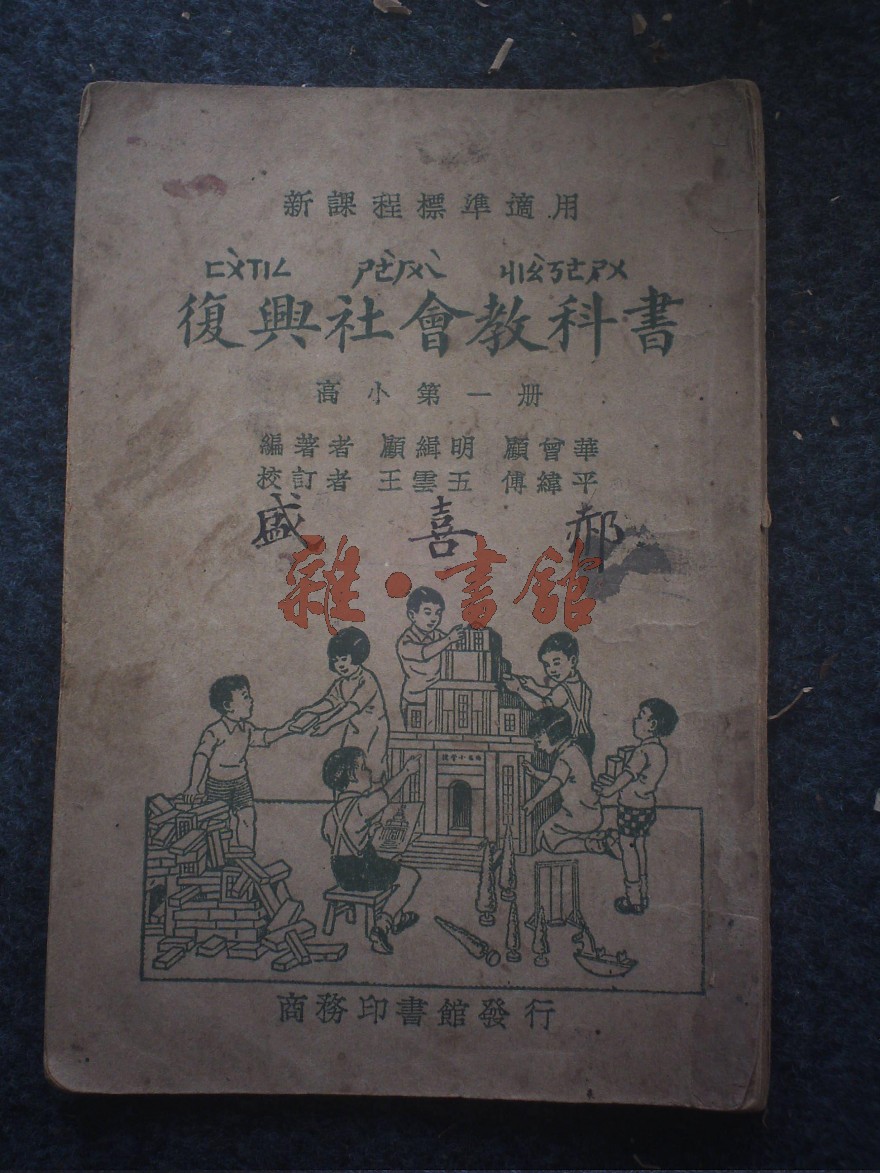 新課程標準適用
ㄈㄨˋㄒㄧㄥ ㄕㄜˋㄏㄨㄟˋ ㄐㄧㄠˋㄎㄜㄕㄨ
復興社會教科書
高小第一册
編著者 顧緝明 顧曾華
校訂者 王雲五 傅緯平
盛喜郝
雜·書舘
商務印書館發行